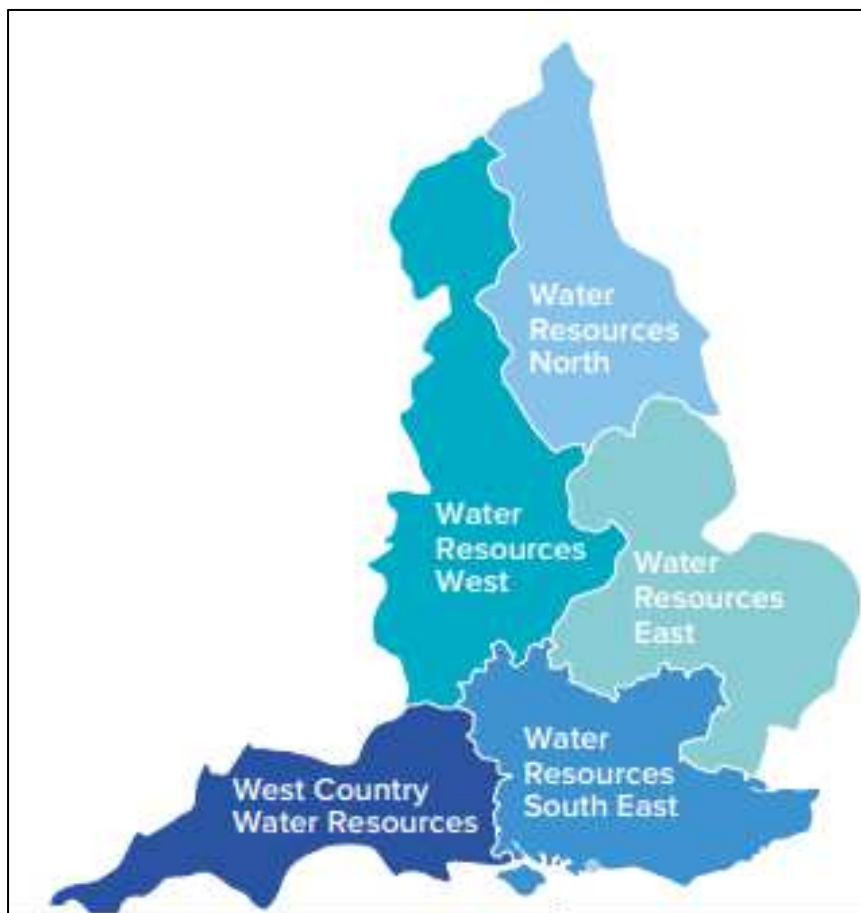 Water
Resources
North
Water
Resources
West
Water
Resources
East
Water
Resources
South East
West Country
Water Resources